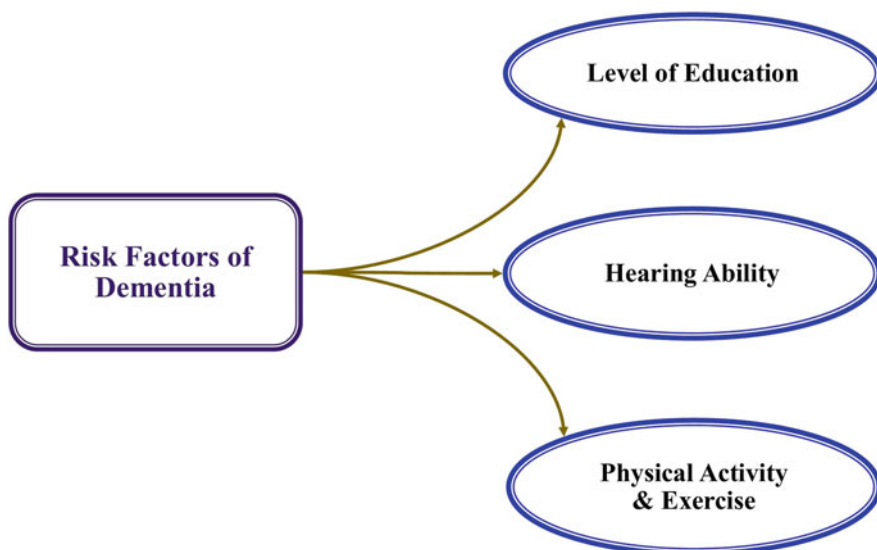 Level of Education
Risk Factors of
Dementia
Hearing Ability
Physical Activity
& Exercise